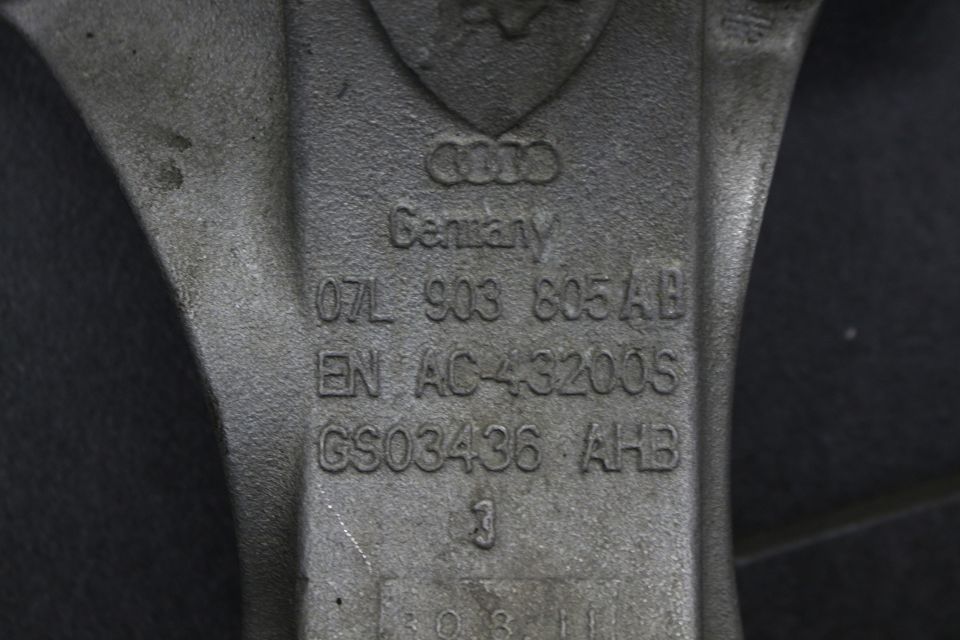 Germany
07L 903 805 AB
EN AC-43200S
GS03436 AHB
3